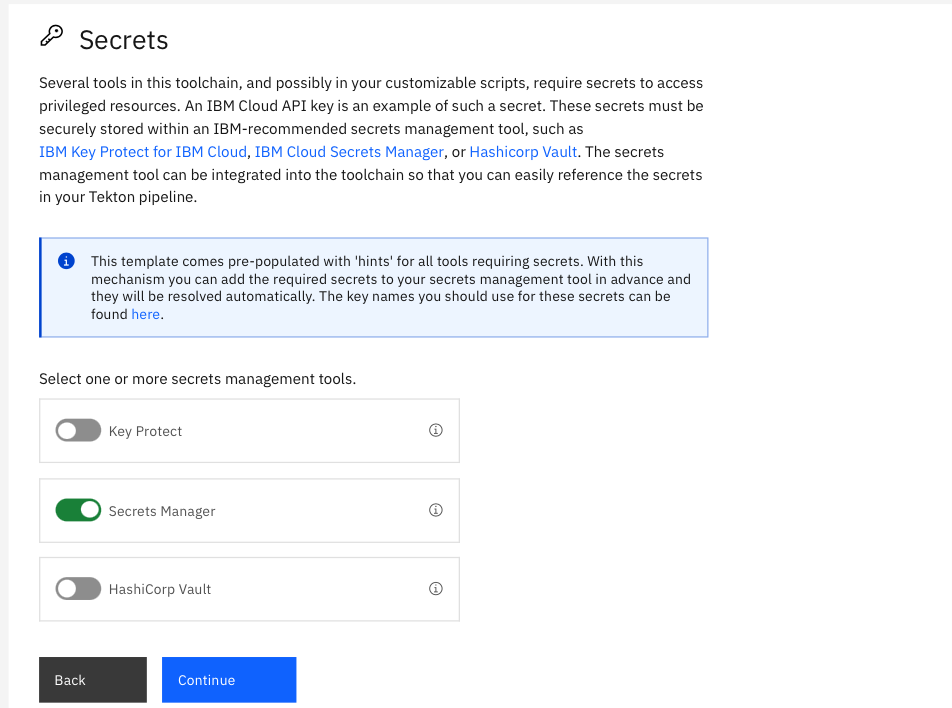 Secrets
Several tools in this toolchain, and possibly in your customizable scripts, require secrets to access
privileged resources. An IBM Cloud API key is an example of such a secret. These secrets must be
securely stored within an IBM-recommended secrets management tool, such as
IBM Key Protect for IBM Cloud, IBM Cloud Secrets Manager, or Hashicorp Vault. The secrets
management tool can be integrated into the toolchain so that you can easily reference the secrets
in your Tekton pipeline.
This template comes pre-populated with 'hints' for all tools requiring secrets. With this
mechanism you can add the required secrets to your secrets management tool in advance and
they will be resolved automatically. The key names you should use for these secrets can be
found here.
Select one or more secrets management tools.
Key Protect
Secrets Manager
HashiCorp Vault
Back
Continue